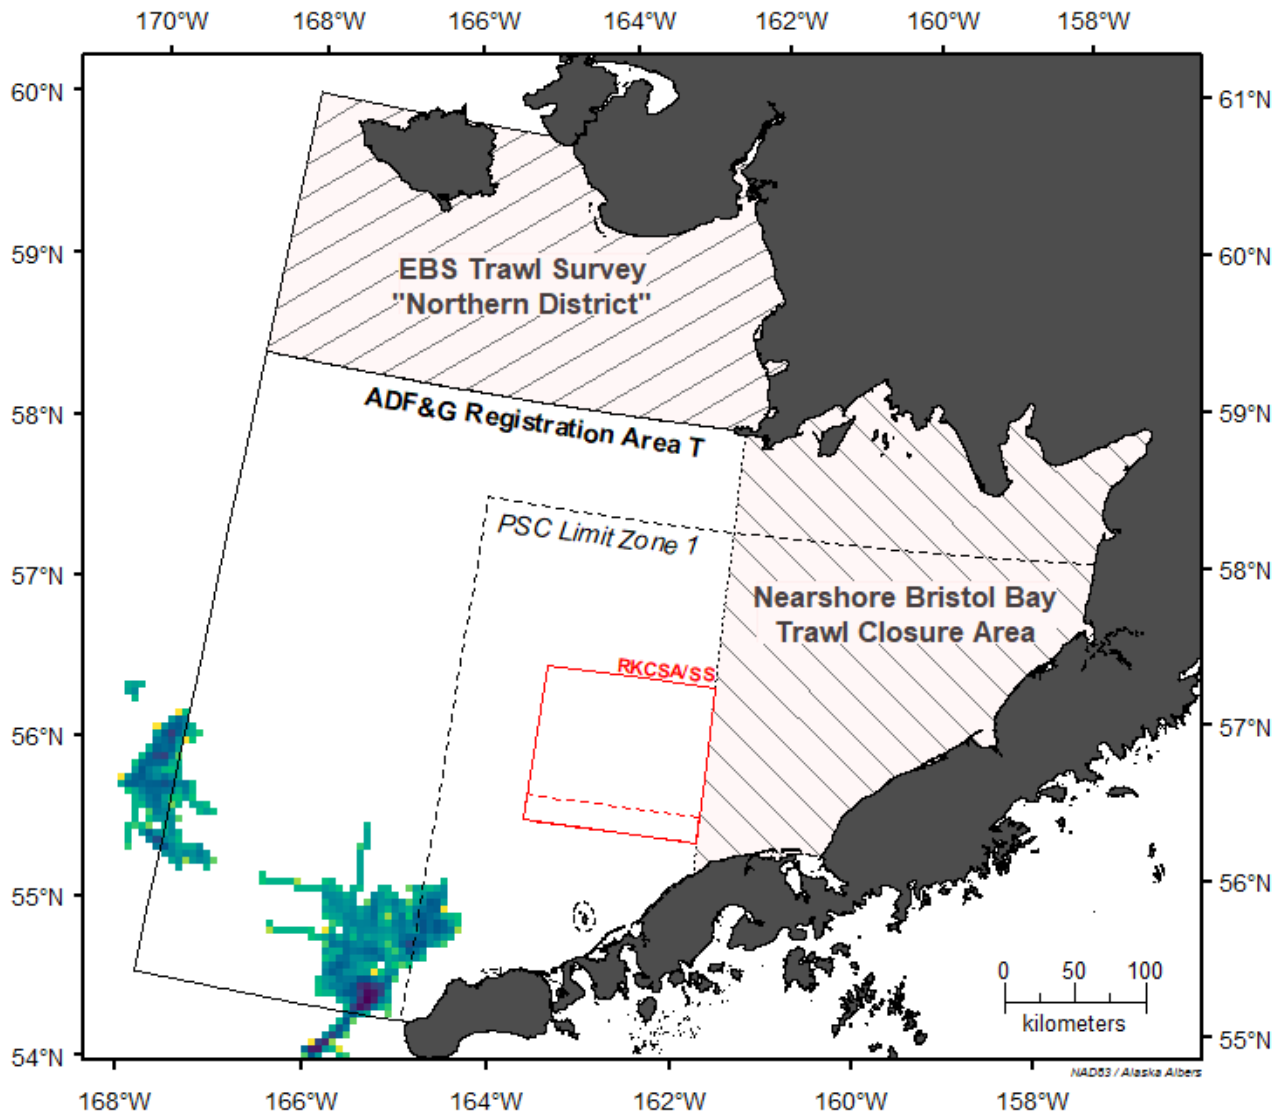 170°W 168°W 166°W 164°W 162°W 160°W 158°W
60°N
61°N
59°N
60°N
EBS Trawl Survey
"Northern District"
58°N
59°N
ADF&G Registration Area T
PSC Limit Zone 1
57°N
58°N
Nearshore Bristol Bay
Trawl Closure Area
RKCSA/SS
56°N
57°N
55°N
56°N
0 50 100
kilometers
54°N
55°N
NAD83 / Alaska Albers
168°W 166°W 164°W 162°W 160°W 158°W